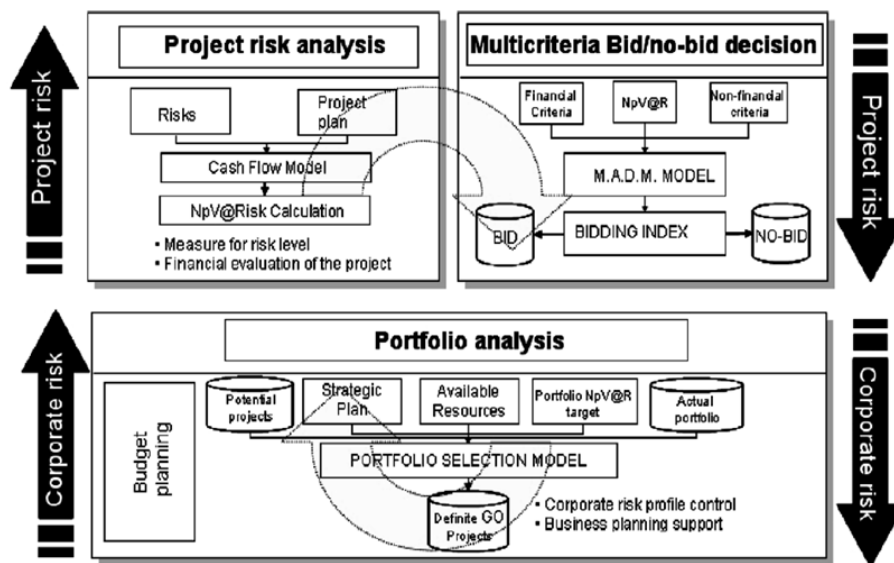 Project risk
Project risk analysis
Risks
Project
plan
Cash Flow Model
NpV@Risk Calculation
• Measure for risk level
• Financial evaluation of the project
Multicriteria Bid/no-bid decision
Financial
Criteria
NpV@R
Non-financial
criteria
M.A.D.M. MODEL
BID
BIDDING INDEX
NO-BID
Project risk
Corporate risk
Portfolio analysis
Budget
planning
Potential
projects
Strategic
Plan
Available
Resources
Portfolio NpV@R
target
Actual
portfolio
PORTFOLIO SELECTION MODEL
Definite GO
Projects
• Corporate risk profile control
• Business planning support
Corporate risk